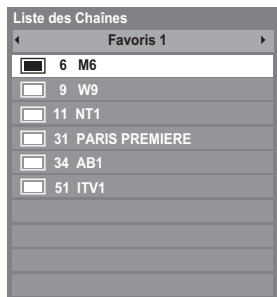 Liste des Chaînes
Favoris 1
6 M6
9 W9
11 NT1
31 PARIS PREMIERE
34 AB1
51 ITV1